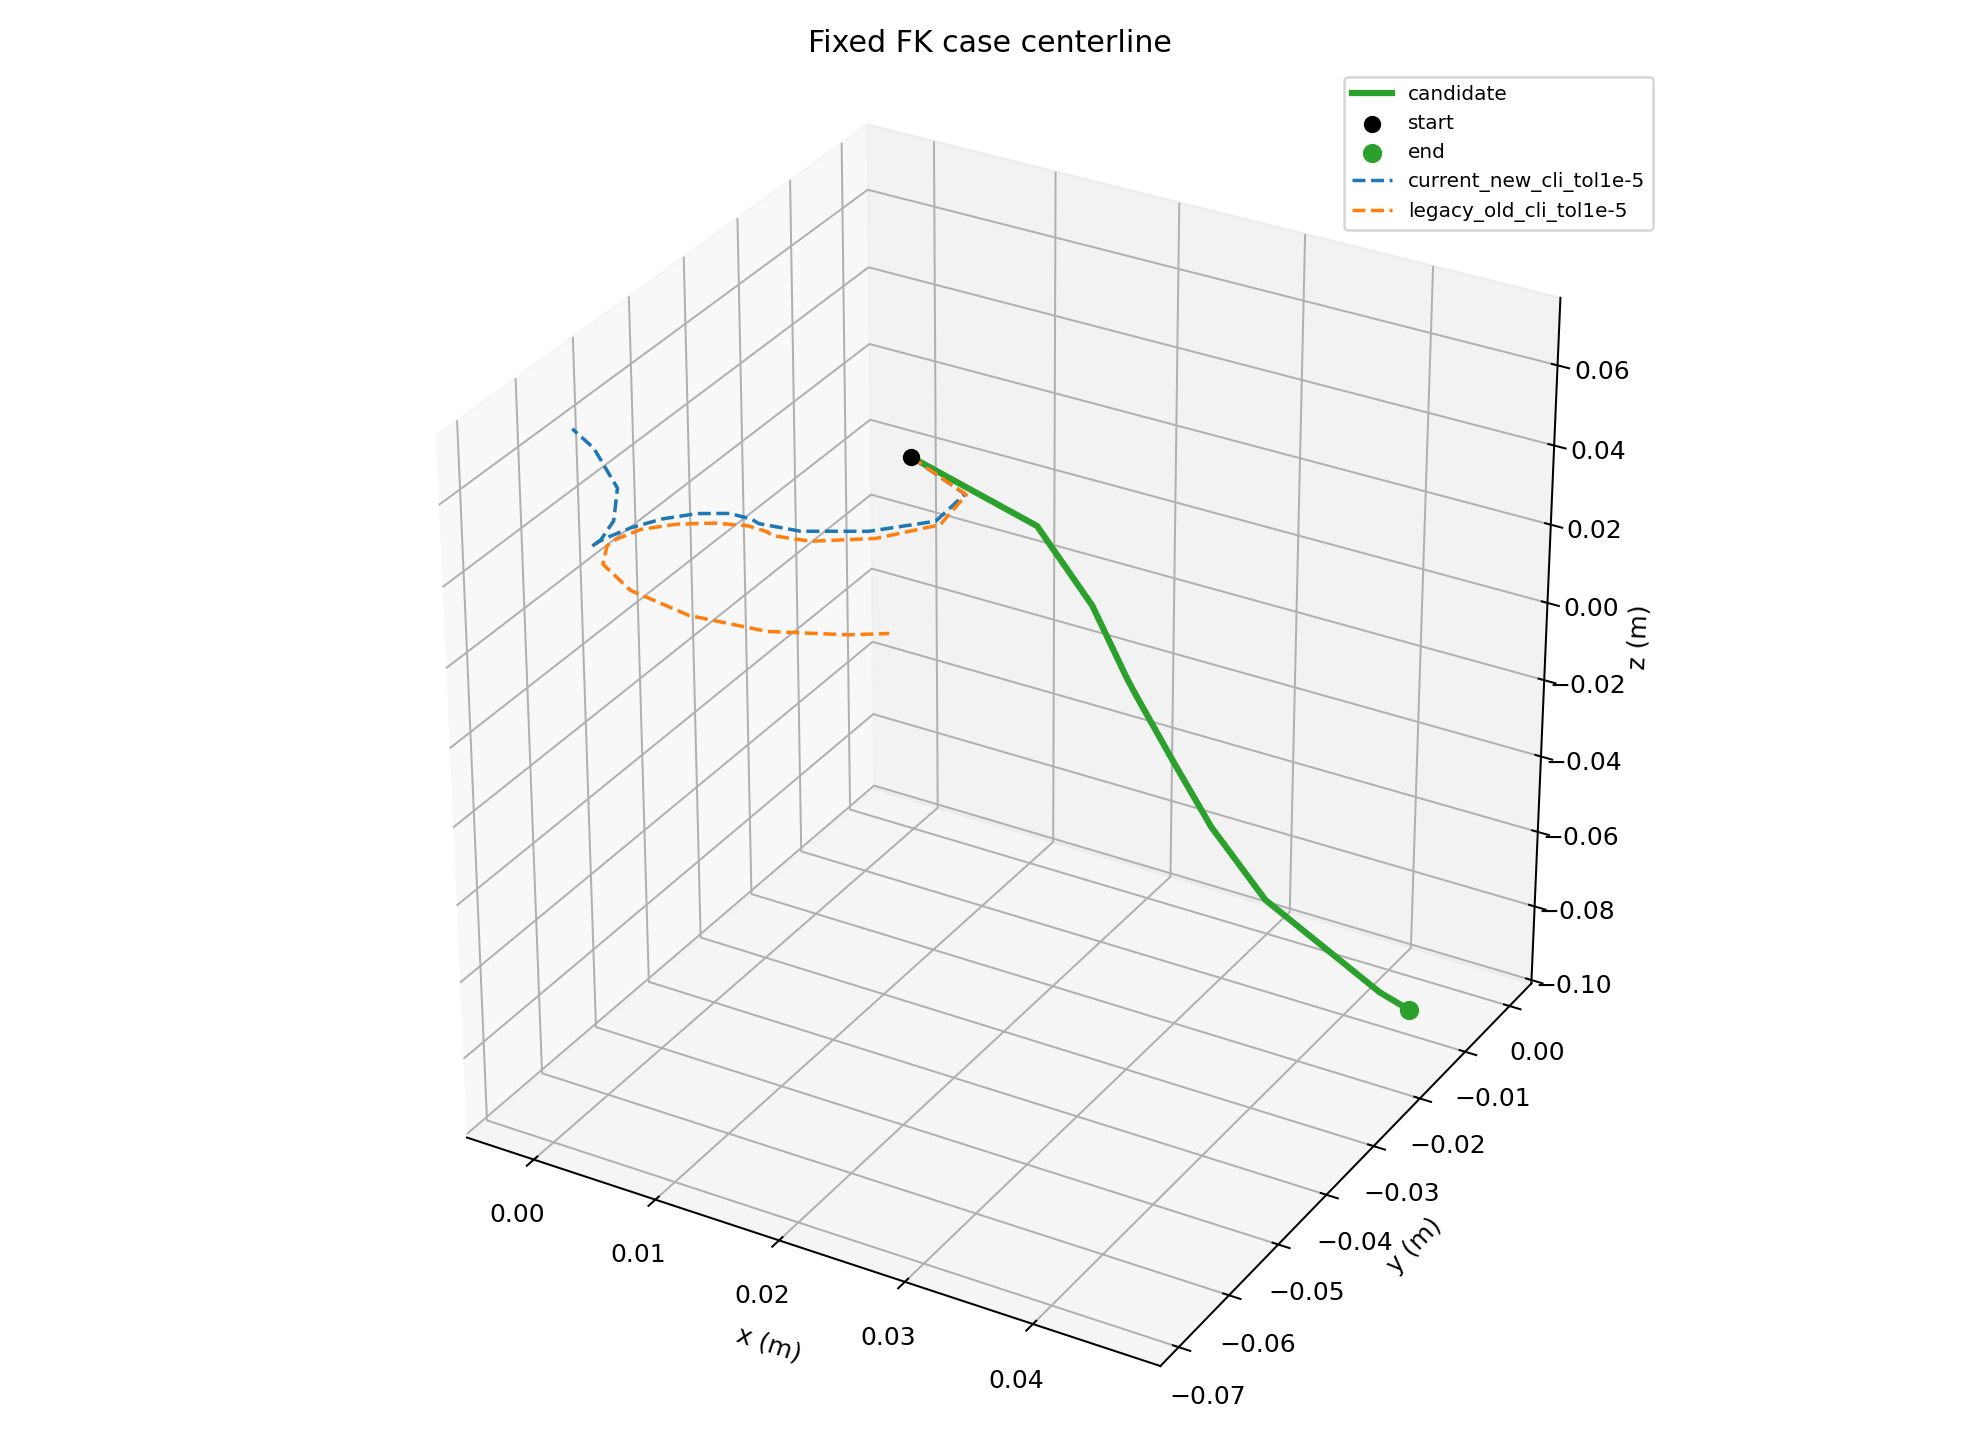 Fixed FK case centerline
candidate
start
end
current_new_cli_tol1e-5
legacy_old_cli_tol1e-5
0.06
0.04
0.02
0.00
−0.02
−0.04
−0.06
−0.08
−0.10
z (m)
0.00
−0.01
−0.02
−0.03
−0.04
−0.05
−0.06
−0.07
y (m)
0.00
0.01
0.02
0.03
0.04
x (m)